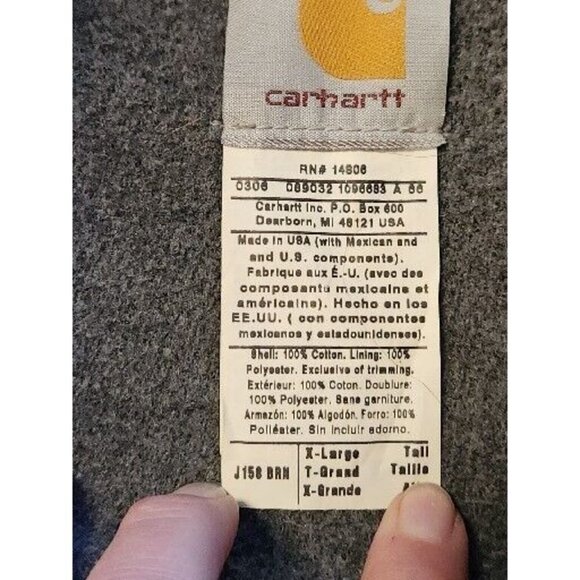 carhartt
RN# 14806
0306 089032 1096683 A 66
Carhartt Inc. P.O. Box 600
Dearborn, MI 48121 USA
Made in USA (with Mexican and
and U.S. components).
Fabrique aux É.-U. (avec des
composants mexicains et
américains). Hecho en los
EE.UU. ( con componentes
mexicanos y estadounidenses).
Shell: 100% Cotton. Lining: 100%
Polyester. Exclusive of trimming.
Extérieur: 100% Coton. Doublure:
100% Polyester. Sans garniture.
Armazón: 100% Algodón. Forro: 100%
Poliéster. Sin incluir adorno.
J158 BRN
X-Large Tall
T-Grand Taille
X-Grande